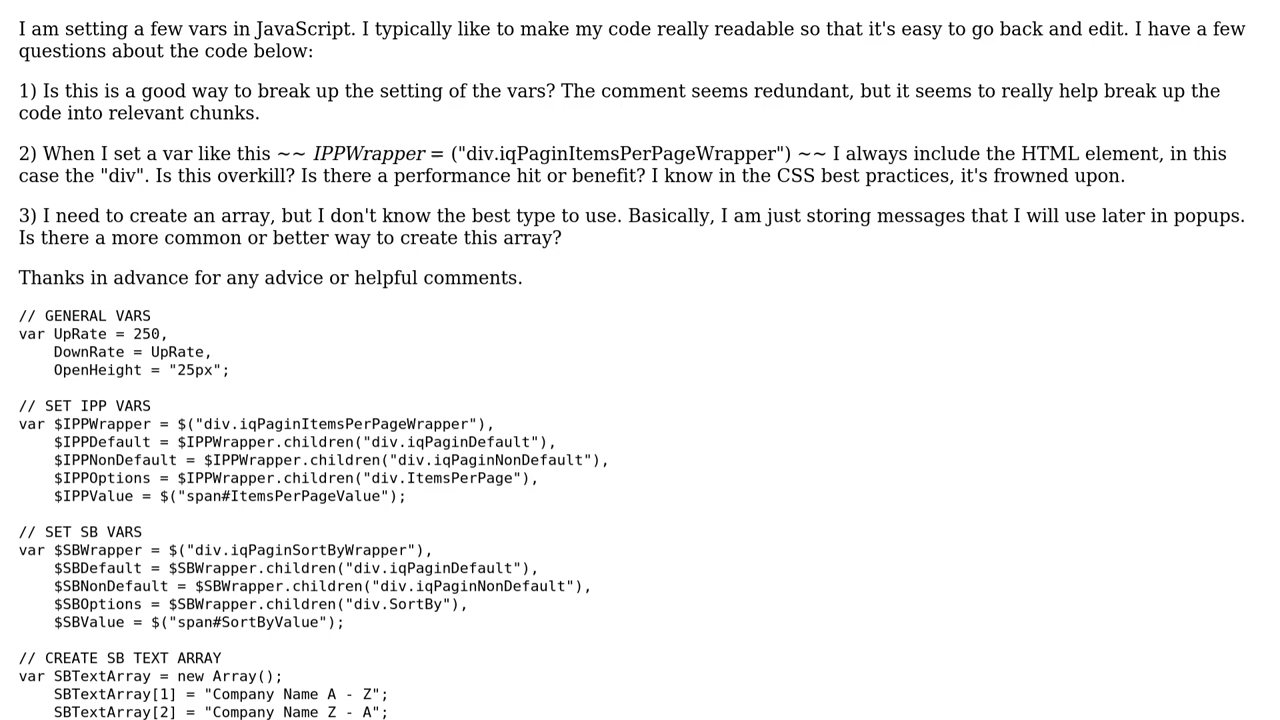 I am setting a few vars in JavaScript. I typically like to make my code really readable so that it's easy to go back and edit. I have a few
questions about the code below:
1) Is this is a good way to break up the setting of the vars? The comment seems redundant, but it seems to really help break up the
code into relevant chunks.
2) When I set a var like this ~~ IPPWrapper = ("div.iqPaginItemsPerPageWrapper") ~~ I always include the HTML element, in this
case the "div". Is this overkill? Is there a performance hit or benefit? I know in the CSS best practices, it's frowned upon.
3) I need to create an array, but I don't know the best type to use. Basically, I am just storing messages that I will use later in popups.
Is there a more common or better way to create this array?
Thanks in advance for any advice or helpful comments.
// GENERAL VARS
var UpRate = 250,
    DownRate = UpRate,
    OpenHeight = "25px";
// SET IPP VARS
var $IPPWrapper = $("div.iqPaginItemsPerPageWrapper"),
    $IPPDefault = $IPPWrapper.children("div.iqPaginDefault"),
    $IPPNonDefault = $IPPWrapper.children("div.iqPaginNonDefault"),
    $IPPOptions = $IPPWrapper.children("div.ItemsPerPage"),
    $IPPValue = $("span#ItemsPerPageValue");
// SET SB VARS
var $SBWrapper = $("div.iqPaginSortByWrapper"),
    $SBDefault = $SBWrapper.children("div.iqPaginDefault"),
    $SBNonDefault = $SBWrapper.children("div.iqPaginNonDefault"),
    $SBOptions = $SBWrapper.children("div.SortBy"),
    $SBValue = $("span#SortByValue");
// CREATE SB TEXT ARRAY
var SBTextArray = new Array();
    SBTextArray[1] = "Company Name A - Z";
    SBTextArray[2] = "Company Name Z - A";